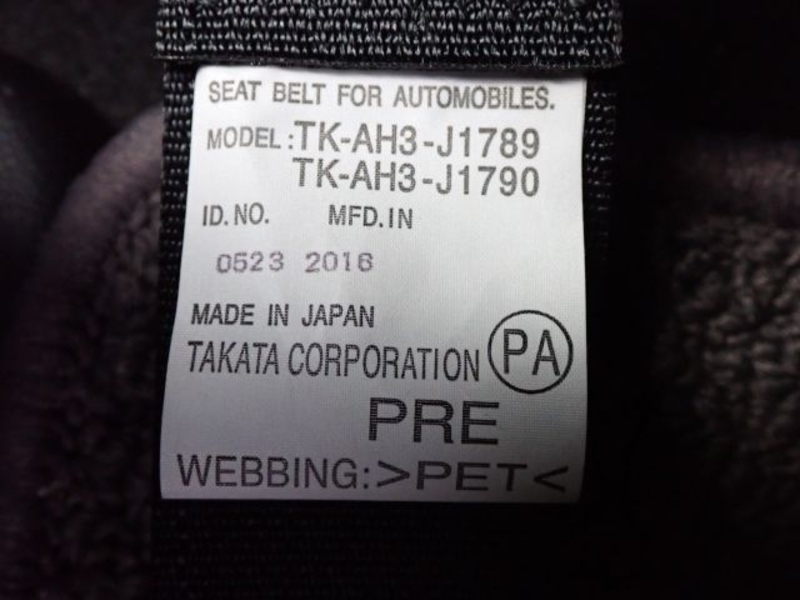 SEAT BELT FOR AUTOMOBILES.
MODEL:TK-AH3-J1789
TK-AH3-J1790
ID.NO. MFD.IN
0523 2016
MADE IN JAPAN
TAKATA CORPORATION PA
PRE
WEBBING:>PET<